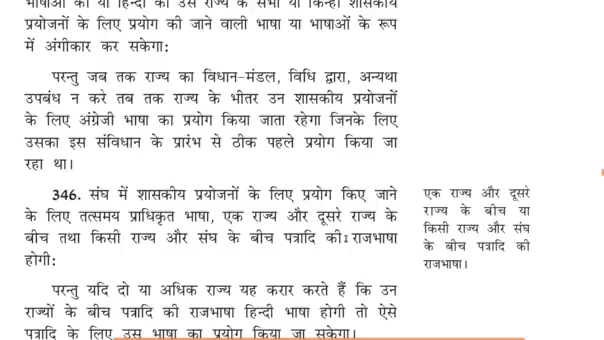 भाषाओं को या हिन्दी को उस राज्य के सभी या किन्हीं शासकीय
प्रयोजनों के लिए प्रयोग की जाने वाली भाषा या भाषाओं के रूप
में अंगीकार कर सकेगा:
परन्तु जब तक राज्य का विधान-मंडल, विधि द्वारा, अन्यथा
उपबंध न करे तब तक राज्य के भीतर उन शासकीय प्रयोजनों
के लिए अंग्रेजी भाषा का प्रयोग किया जाता रहेगा जिनके लिए
उसका इस संविधान के प्रारंभ से ठीक पहले प्रयोग किया जा
रहा था।
346. संघ में शासकीय प्रयोजनों के लिए प्रयोग किए जाने
के लिए तत्समय प्राधिकृत भाषा, एक राज्य और दूसरे राज्य के
बीच तथा किसी राज्य और संघ के बीच पत्रादि की राजभाषा
होगी:
परन्तु यदि दो या अधिक राज्य यह करार करते हैं कि उन
राज्यों के बीच पत्रादि की राजभाषा हिन्दी भाषा होगी तो ऐसे
पत्रादि के लिए उस भाषा का प्रयोग किया जा सकेगा।
एक राज्य और दूसरे
राज्य के बीच या
किसी राज्य और संघ
के बीच पत्रादि की
राजभाषा।